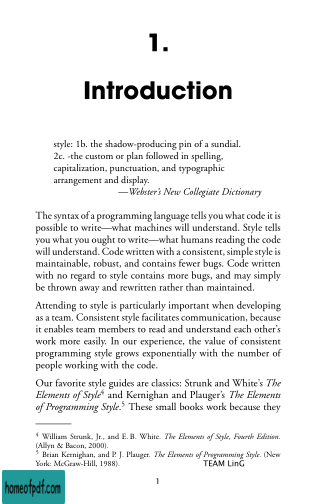 1.
Introduction
style: 1b. the shadow-producing pin of a sundial.
2c. -the custom or plan followed in spelling,
capitalization, punctuation, and typographic
arrangement and display.
—Webster's New Collegiate Dictionary
The syntax of a programming language tells you what code it is
possible to write—what machines will understand. Style tells
you what you ought to write—what humans reading the code
will understand. Code written with a consistent, simple style is
maintainable, robust, and contains fewer bugs. Code written
with no regard to style contains more bugs, and may simply
be thrown away and rewritten rather than maintained.
Attending to style is particularly important when developing
as a team. Consistent style facilitates communication, because
it enables team members to read and understand each other's
work more easily. In our experience, the value of consistent
programming style grows exponentially with the number of
people working with the code.
Our favorite style guides are classics: Strunk and White's The
Elements of Style⁴ and Kernighan and Plauger's The Elements
of Programming Style.⁵ These small books work because they
⁴ William Strunk, Jr., and E. B. White. The Elements of Style, Fourth Edition.
(Allyn & Bacon, 2000).
⁵ Brian Kernighan, and P. J. Plauger. The Elements of Programming Style. (New
York: McGraw-Hill, 1988).
TEAM LinG
1
homeofpdf.com